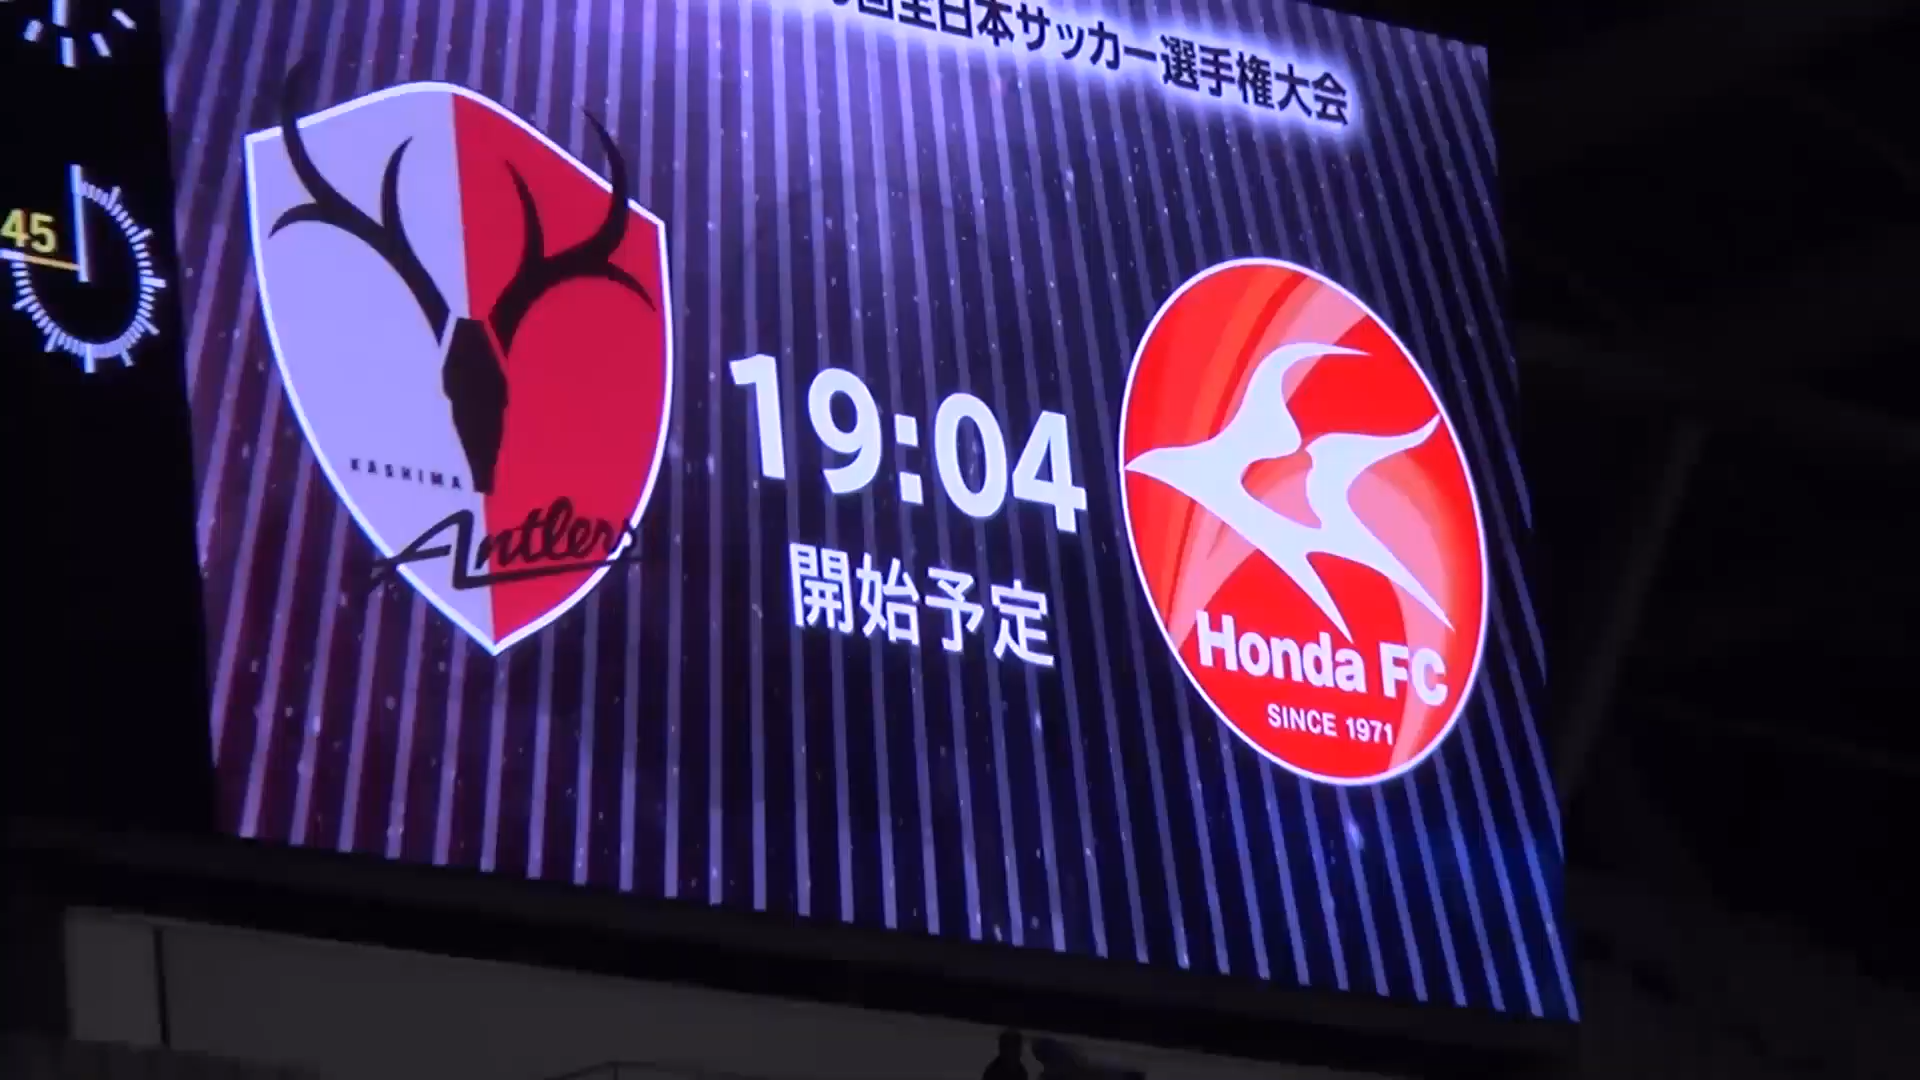 回全日本サッカー選手権大会
45
KASHIMA
Antlers
19:04
開始予定
Honda FC
SINCE 1971